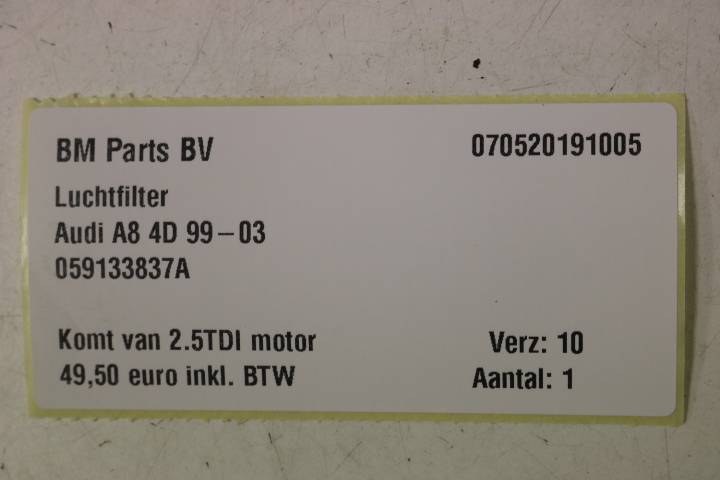 BM Parts BV 070520191005
Luchtfilter
Audi A8 4D 99-03
059133837A
Komt van 2.5TDI motor Verz: 10
49,50 euro inkl. BTW Aantal: 1